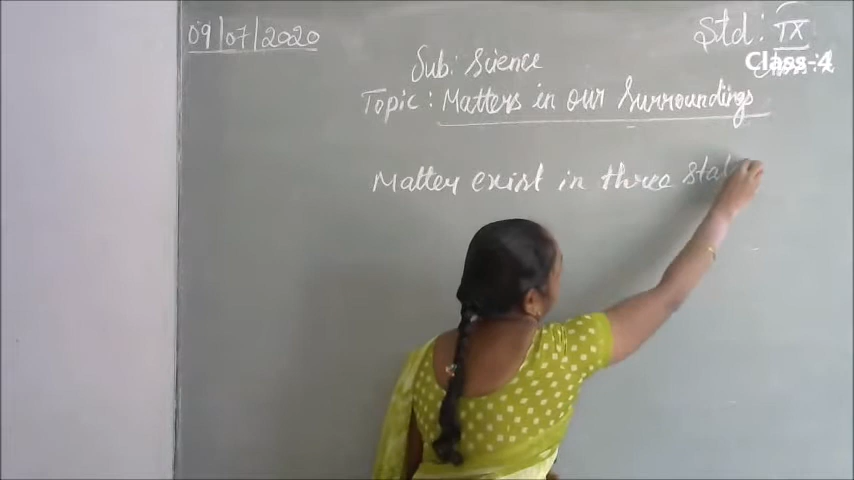 09/07/2020
Std: IX
Class-4
Sub: Science
Topic: Matters in our Surroundings
Matter exist in three stat